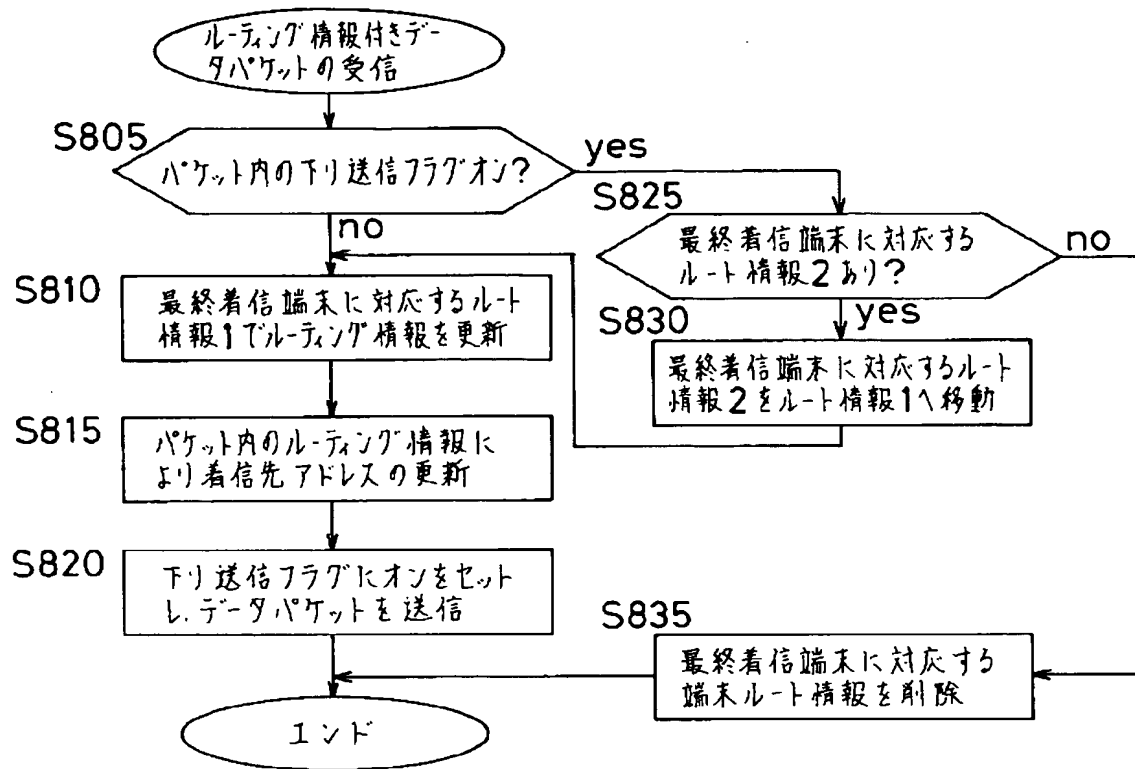 ルーティング情報付きデー
タパケットの受信
S805
パケット内の下り送信フラグオン?
yes
no
S825
最終着信端末に対応する
ルート情報2あり?
no
yes
S810
最終着信端末に対応するルート
情報1でルーティング情報を更新
S830
最終着信端末に対応するルート
情報2をルート情報1へ移動
S815
パケット内のルーティング情報に
より着信先アドレスの更新
S820
下り送信フラグにオンをセット
し、データパケットを送信
S835
最終着信端末に対応する
端末ルート情報を削除
エンド